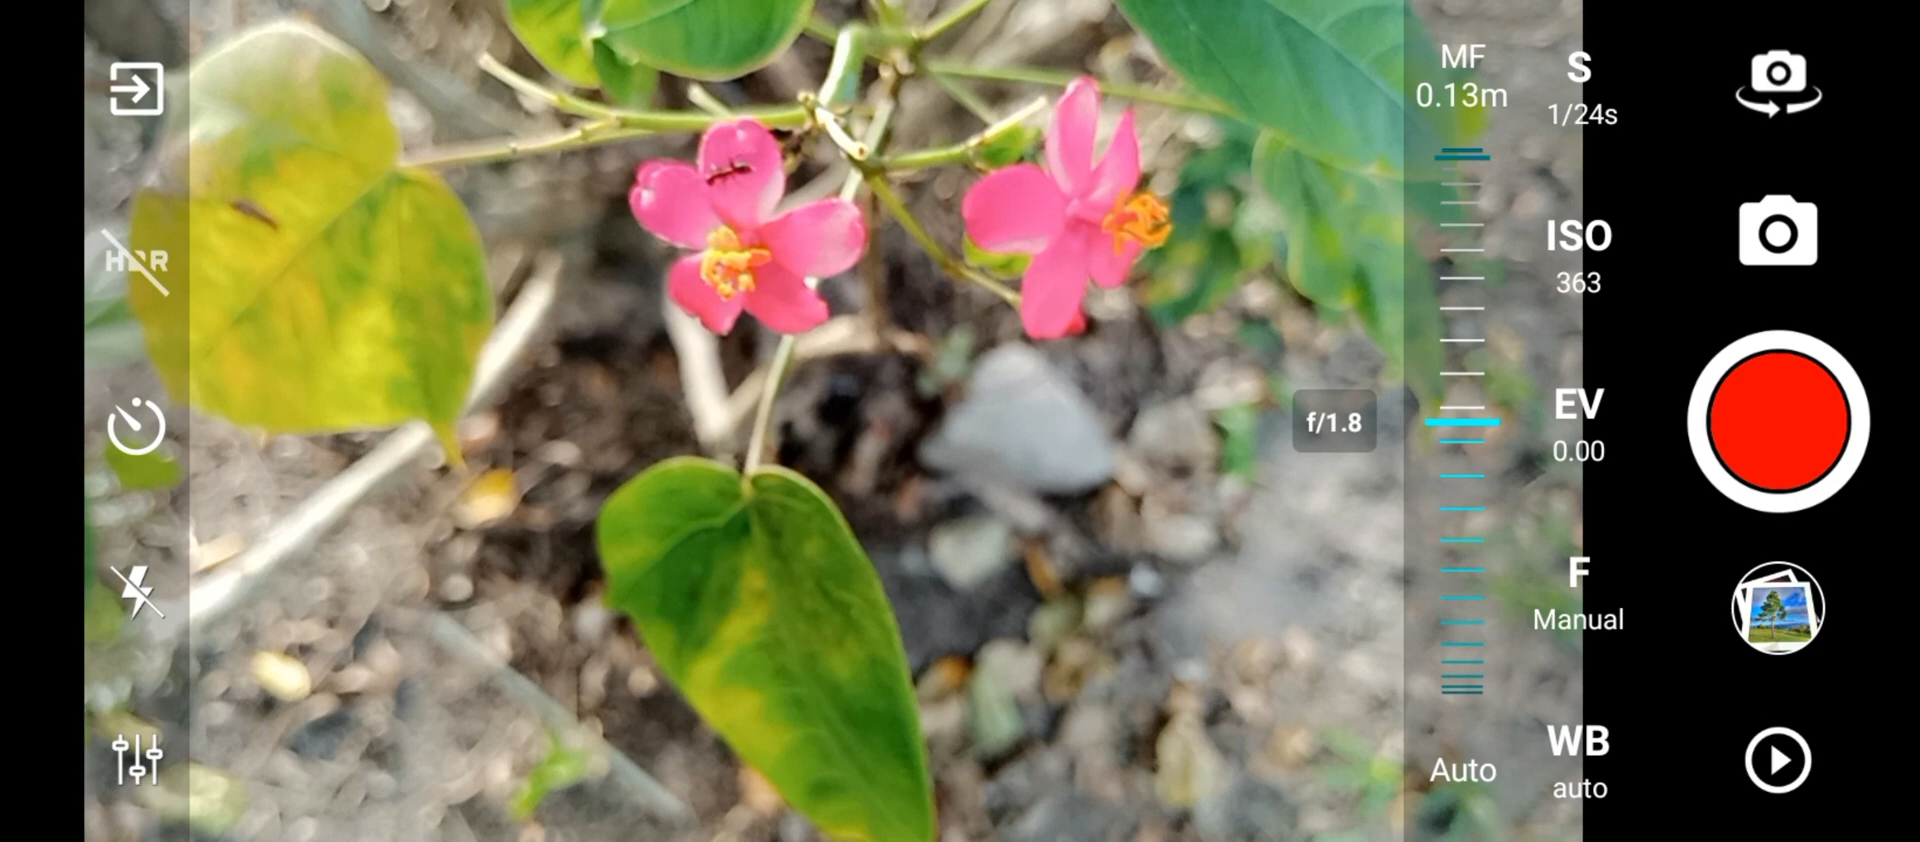 HDR
MF
0.13m
f/1.8
Auto
S
1/24s
ISO
363
EV
0.00
F
Manual
WB
auto